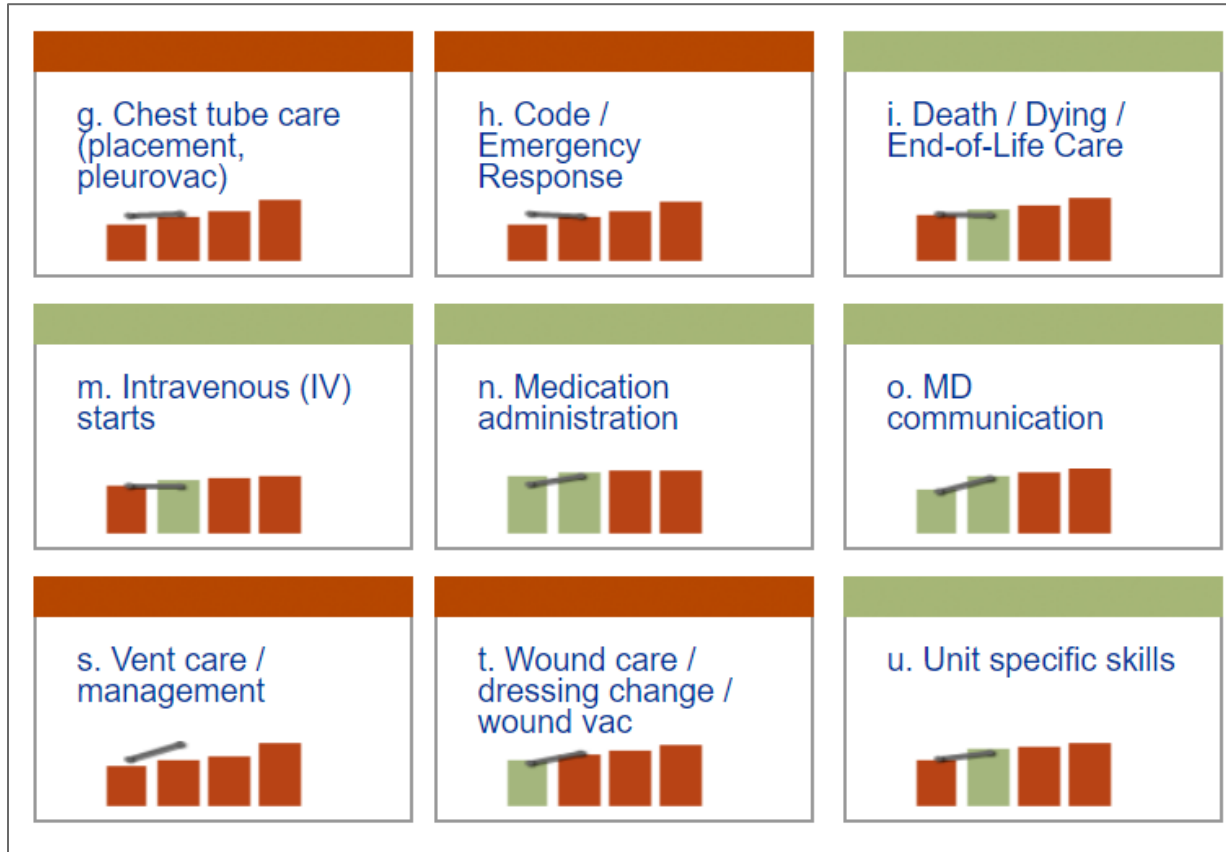 g. Chest tube care
(placement,
pleurovac)
h. Code /
Emergency
Response
i. Death / Dying /
End-of-Life Care
m. Intravenous (IV)
starts
n. Medication
administration
o. MD
communication
s. Vent care /
management
t. Wound care /
dressing change /
wound vac
u. Unit specific skills